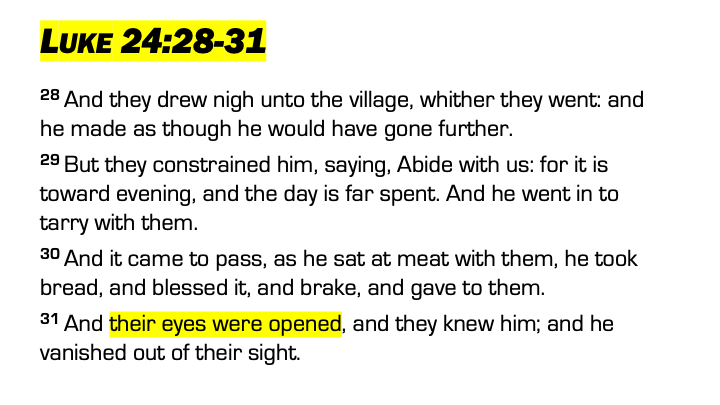 LUKE 24:28-31
28 And they drew nigh unto the village, whither they went: and
he made as though he would have gone further.
29 But they constrained him, saying, Abide with us: for it is
toward evening, and the day is far spent. And he went in to
tarry with them.
30 And it came to pass, as he sat at meat with them, he took
bread, and blessed it, and brake, and gave to them.
31 And their eyes were opened, and they knew him; and he
vanished out of their sight.